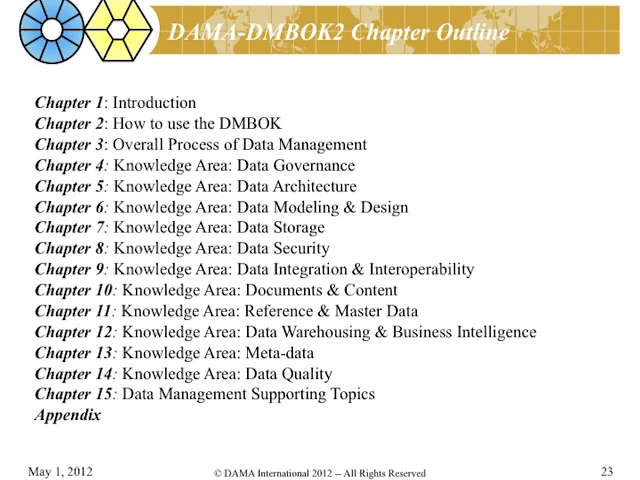 DAMA-DMBOK2 Chapter Outline
Chapter 1: Introduction
Chapter 2: How to use the DMBOK
Chapter 3: Overall Process of Data Management
Chapter 4: Knowledge Area: Data Governance
Chapter 5: Knowledge Area: Data Architecture
Chapter 6: Knowledge Area: Data Modeling & Design
Chapter 7: Knowledge Area: Data Storage
Chapter 8: Knowledge Area: Data Security
Chapter 9: Knowledge Area: Data Integration & Interoperability
Chapter 10: Knowledge Area: Documents & Content
Chapter 11: Knowledge Area: Reference & Master Data
Chapter 12: Knowledge Area: Data Warehousing & Business Intelligence
Chapter 13: Knowledge Area: Meta-data
Chapter 14: Knowledge Area: Data Quality
Chapter 15: Data Management Supporting Topics
Appendix
May 1, 2012
© DAMA International 2012 -- All Rights Reserved
23